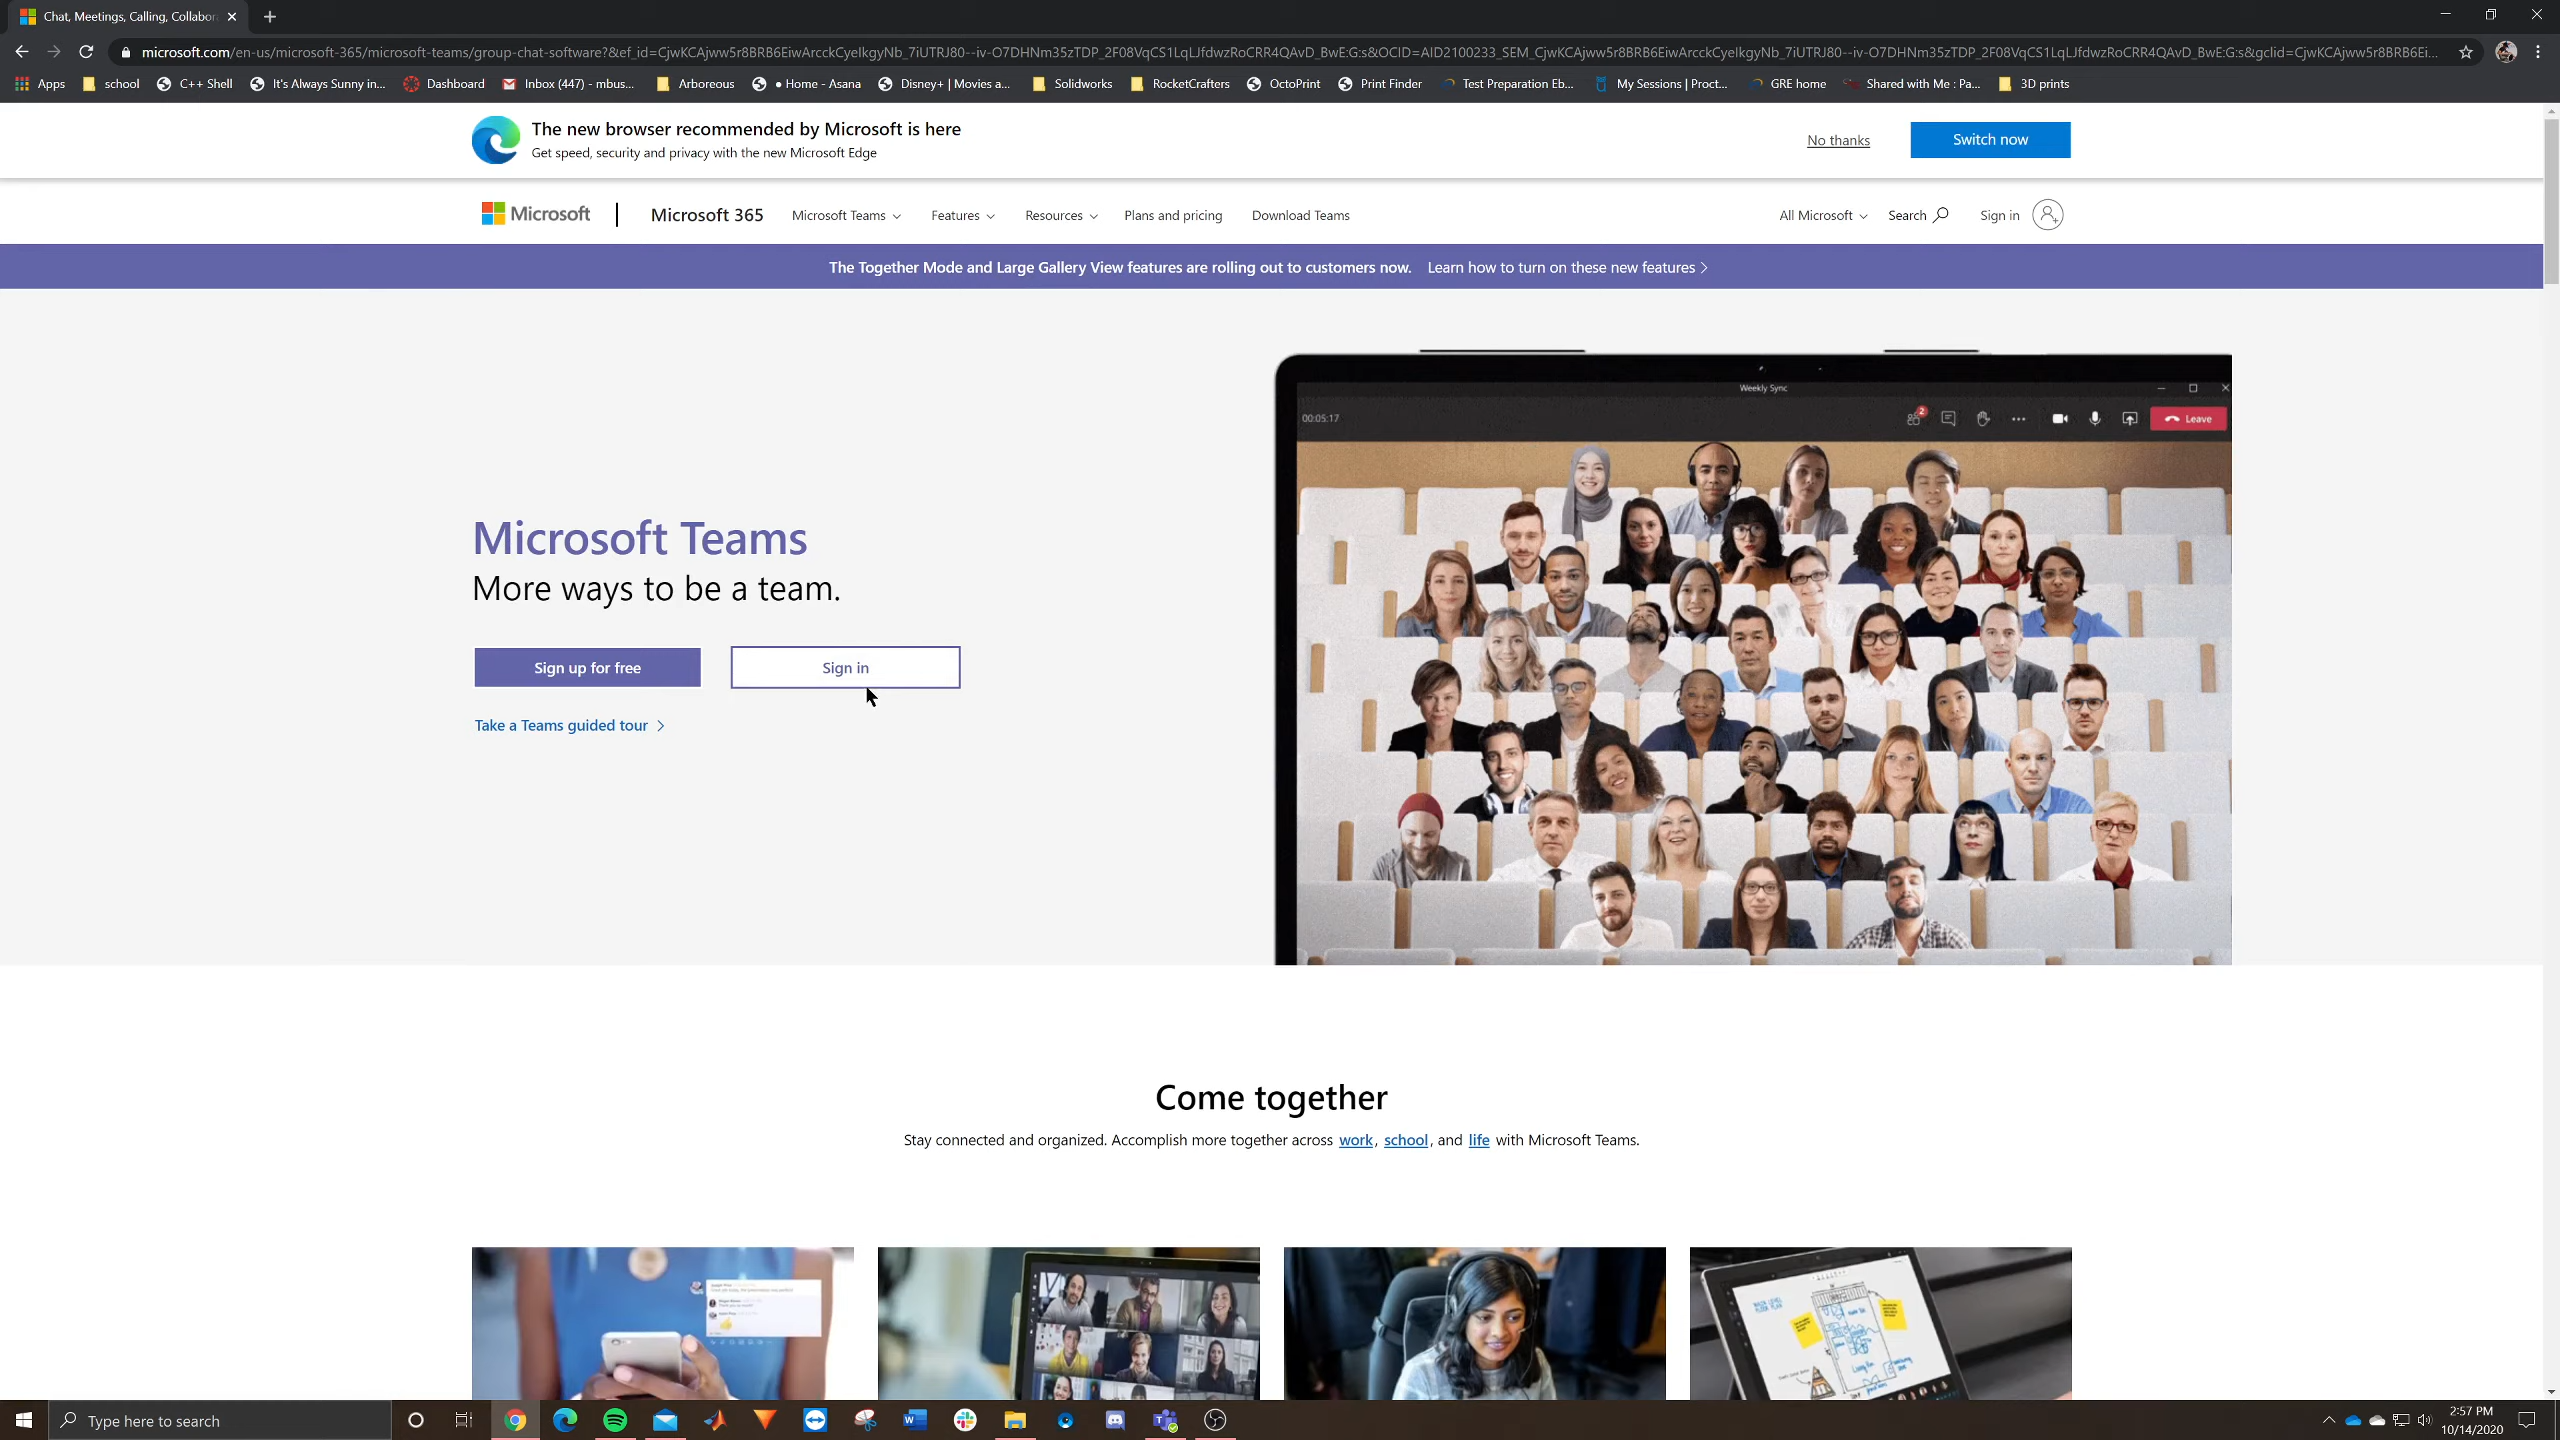 Chat, Meetings, Calling, Collabor
microsoft.com/en-us/microsoft-365/microsoft-teams/group-chat-software?&ef_id=CjwKCAjww5r8BRB6EiwArcckCyelkgyNb_7iUTRJ80--iv-O7DHNm35zTDP_2F08VqCS1LqLJfdwzRoCRR4QAvD_BwE:G:s&OCID=AID2100233_SEM_CjwKCAjww5r8BRB6EiwArcckCyelkgyNb_7iUTRJ80--iv-O7DHNm35zTDP_2F08VqCS1LqLJfdwzRoCRR4QAvD_BwE:G:s&gclid=CjwKCAjww5r8BRB6Ei...
Apps school C++ Shell It's Always Sunny in... Dashboard Inbox (447) - mbus... Arboreous • Home - Asana Disney+ | Movies a... Solidworks RocketCrafters OctoPrint Print Finder Test Preparation Eb... My Sessions | Proct... GRE home Shared with Me : Pa... 3D prints
The new browser recommended by Microsoft is here
Get speed, security and privacy with the new Microsoft Edge
No thanks Switch now
Microsoft | Microsoft 365 Microsoft Teams Features Resources Plans and pricing Download Teams All Microsoft Search Sign in
The Together Mode and Large Gallery View features are rolling out to customers now. Learn how to turn on these new features >
Weekly Sync
00:05:17 2 Leave
Microsoft Teams
More ways to be a team.
Sign up for free Sign in
Take a Teams guided tour >
Come together
Stay connected and organized. Accomplish more together across work, school, and life with Microsoft Teams.
Type here to search
2:57 PM
10/14/2020